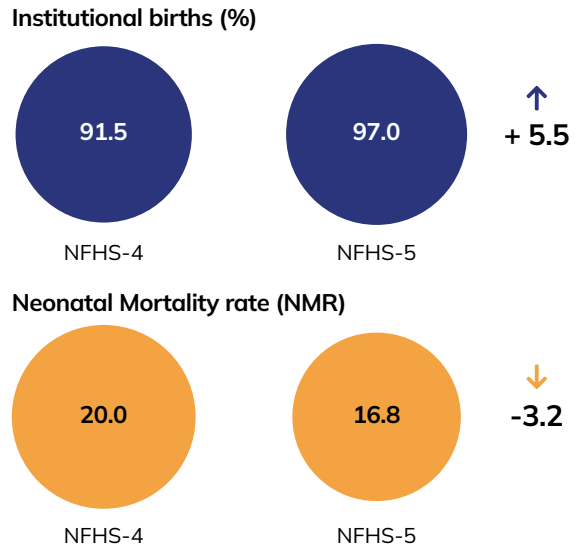 Institutional births (%)
91.5
97.0
+ 5.5
NFHS-4
NFHS-5
Neonatal Mortality rate (NMR)
20.0
16.8
-3.2
NFHS-4
NFHS-5